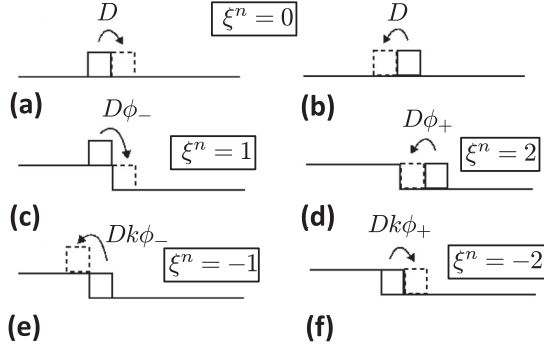 D ξⁿ = 0 D
(a) (b)
Dϕ₋ ξⁿ = 1 Dϕ₊ ξⁿ = 2
(c) (d)
Dkϕ₋ ξⁿ = -1 Dkϕ₊ ξⁿ = -2
(e) (f)